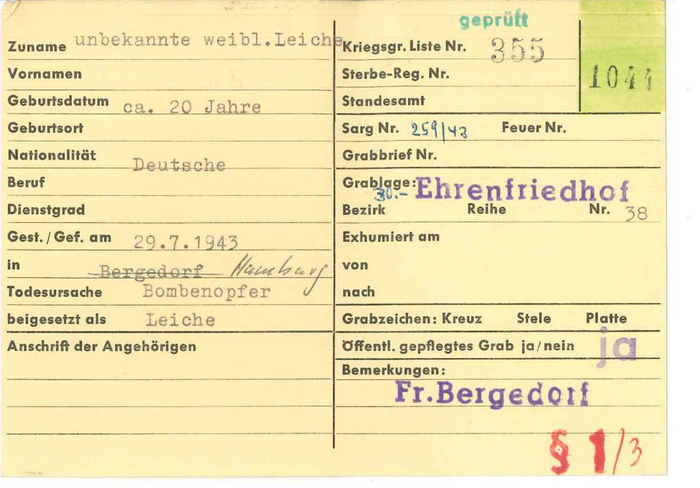 geprüft
Zuname unbekannte weibl.Leiche
Vornamen
Geburtsdatum ca. 20 Jahre
Geburtsort
Nationalität Deutsche
Beruf
Dienstgrad
Gest./Gef. am 29.7.1943
in Bergedorf Hamburg
Todesursache Bombenopfer
beigesetzt als Leiche
Anschrift der Angehörigen
Kriegsgr. Liste Nr. 355
1044
Sterbe-Reg. Nr.
Standesamt
Sarg Nr. 259/43 Feuer Nr.
Grabbrief Nr.
Grablage: Ehrenfriedhof
30.-
Bezirk Reihe Nr. 38
Exhumiert am
von
nach
Grabzeichen: Kreuz Stele Platte
Öffentl. gepflegtes Grab ja/nein ja
Bemerkungen:
Fr.Bergedorf
§ 1/3